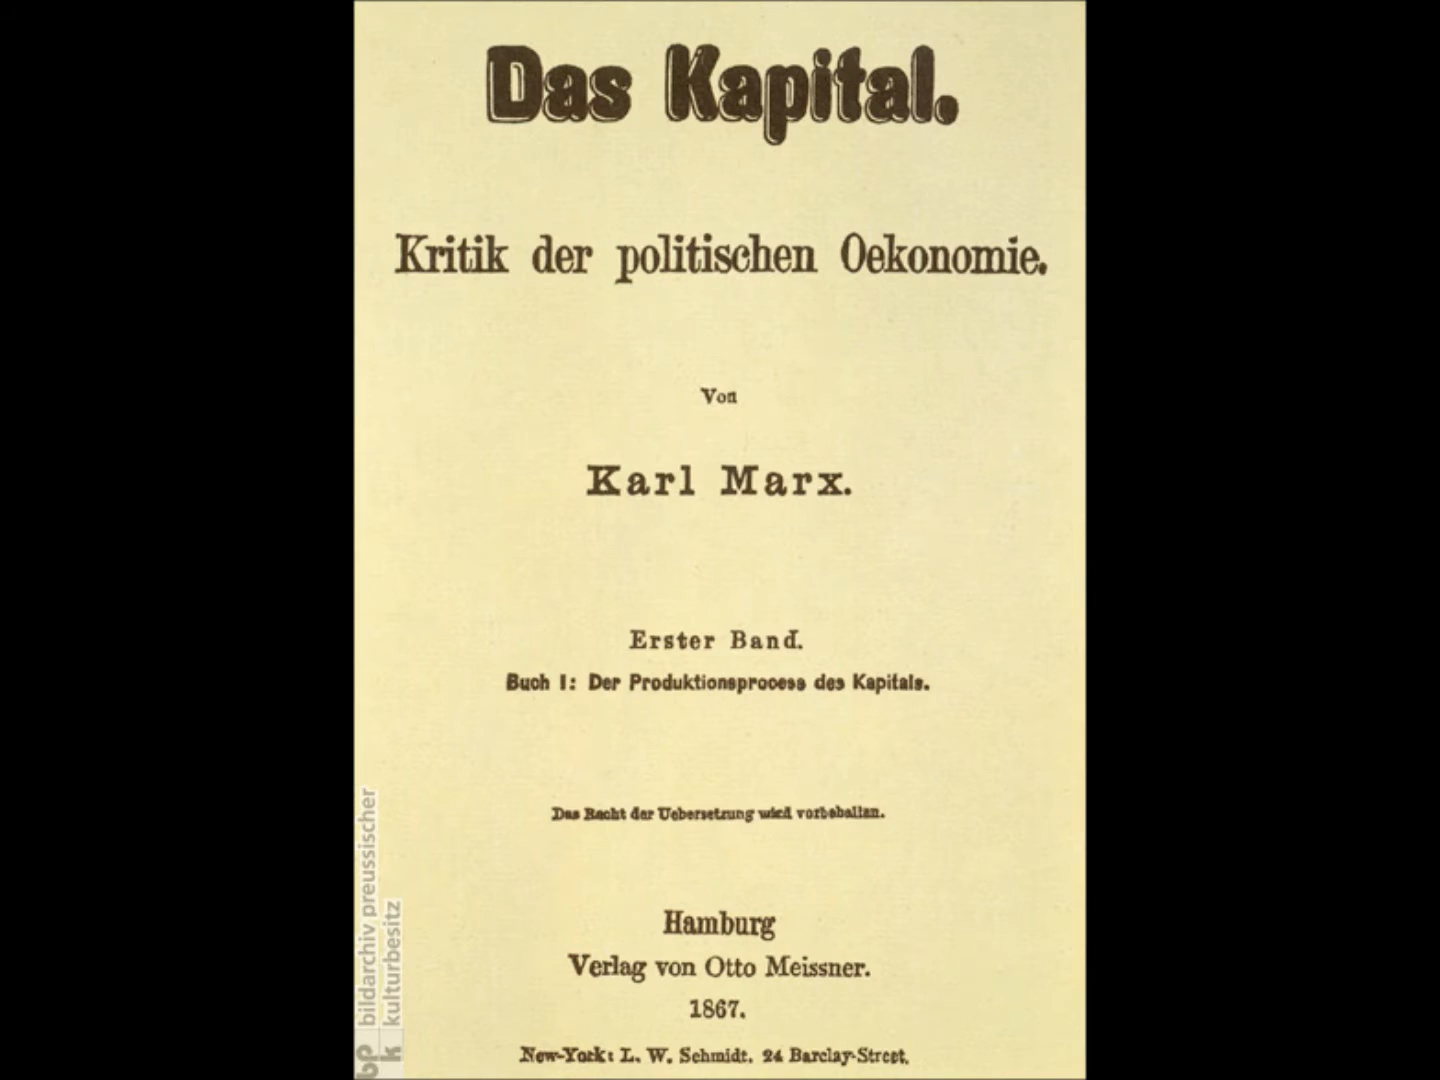 Das Kapital.
Kritik der politischen Oekonomie.
Von
Karl Marx.
Erster Band.
Buch I: Der Produktionsprocess des Kapitals.
Das Recht der Uebersetzung wird vorbehalten.
Hamburg
Verlag von Otto Meissner.
1867.
New-York: L. W. Schmidt. 24 Barclay-Street.
bildarchiv preussischer
kulturbesitz
bpk